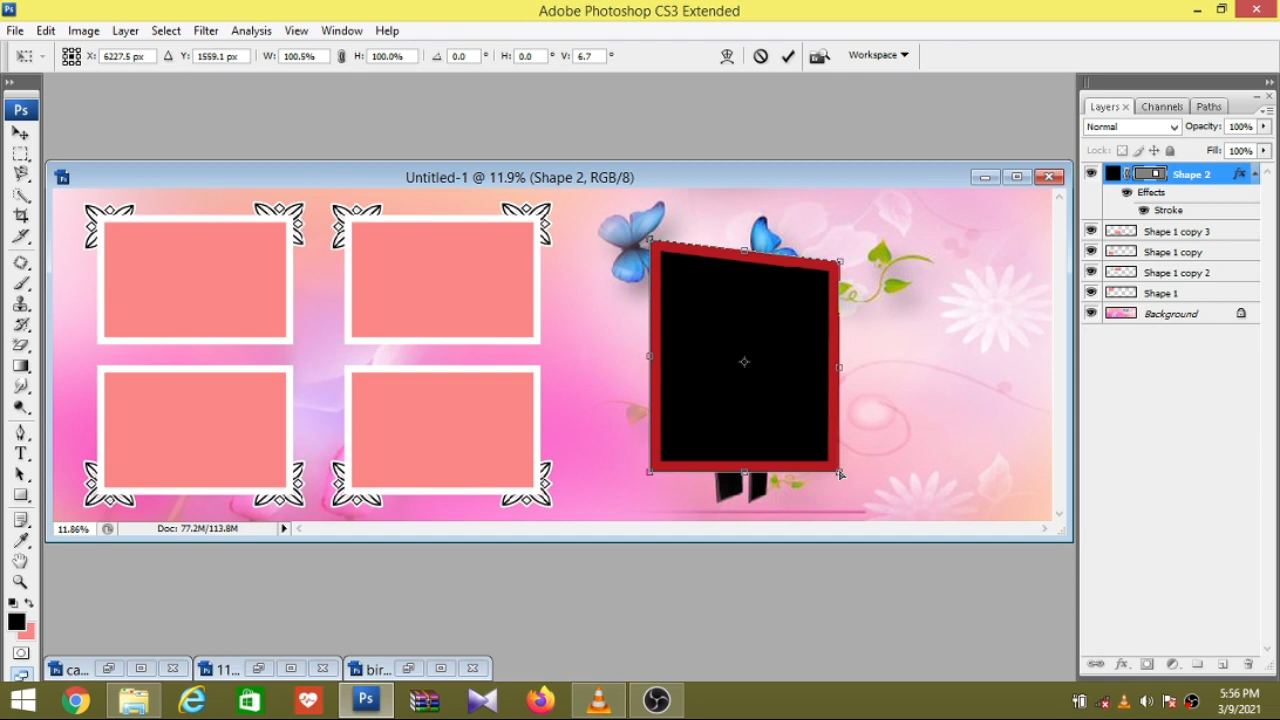 Adobe Photoshop CS3 Extended
File Edit Image Layer Select Filter Analysis View Window Help
X: 6227.5 px Y: 1559.1 px W: 100.5% H: 100.0% 0.0 ° H: 0.0 ° V: 6.7 ° Workspace
Ps
Layers x Channels Paths
Normal Opacity: 100%
Lock: Fill: 100%
Untitled-1 @ 11.9% (Shape 2, RGB/8)
Shape 2 fx
Effects
Stroke
Shape 1 copy 3
Shape 1 copy
Shape 1 copy 2
Shape 1
Background
T
11.86% Doc: 77.2M/113.8M
ca... 11... bir...
Ps
5:56 PM
3/9/2021